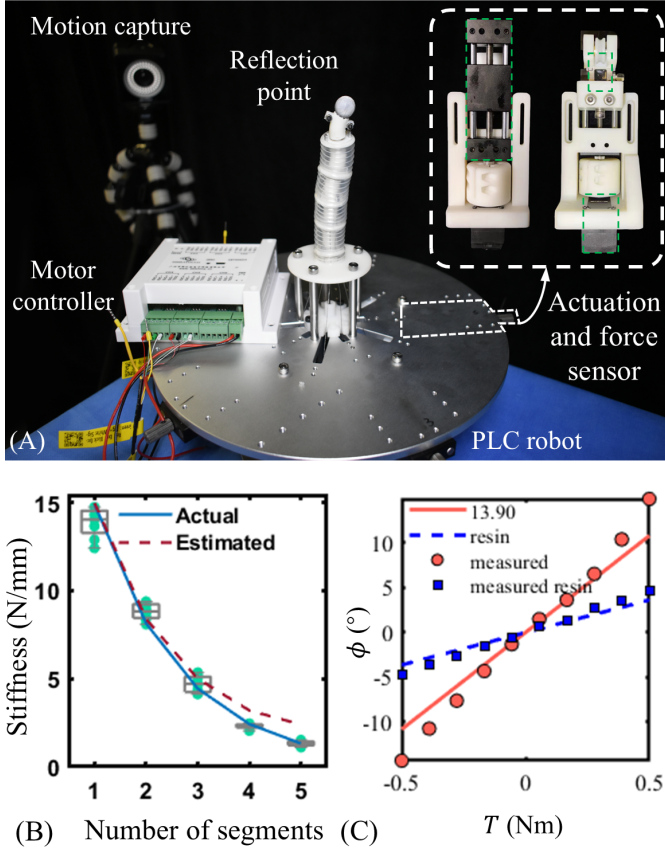 Motion capture
Reflection
point
Motor
controller
Actuation
and force
sensor
(A)
PLC robot
15
10
5
0
Stiffness (N/mm)
Actual
Estimated
1 2 3 4 5
(B) Number of segments
10
5
0
-5
-10
ϕ (°)
13.90
resin
measured
measured resin
-0.5 0 0.5
(C) T (Nm)